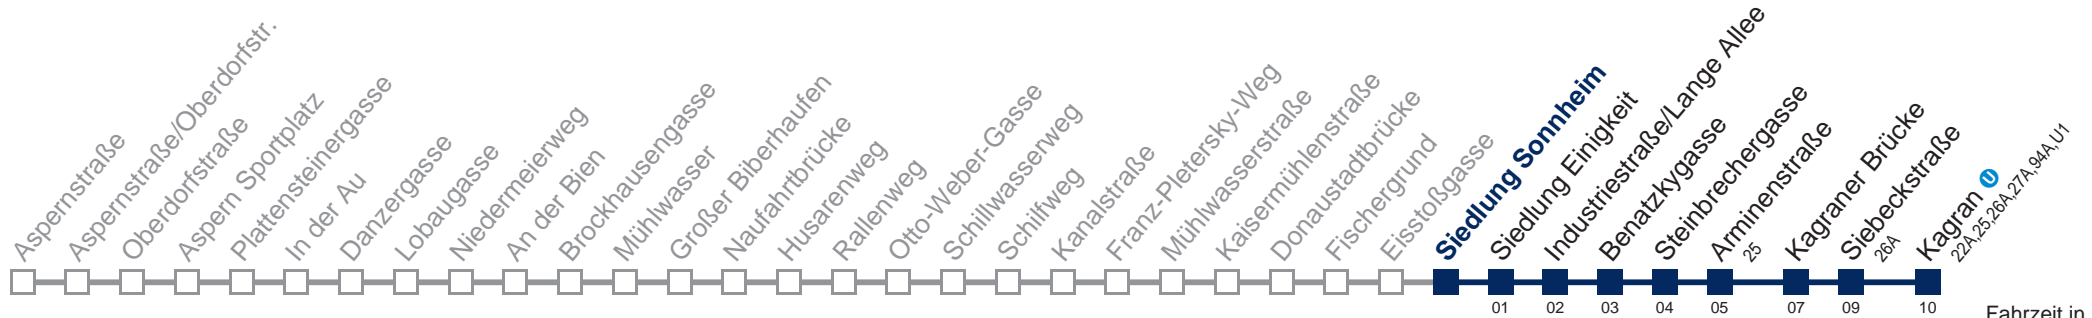 Aspernstraße
Aspernstraße/Oberdorfstr.
Oberdorfstraße
Aspern Sportplatz
Plattensteinergasse
In der Au
Danzergasse
Lobaugasse
Niedermeierweg
An der Bien
Brockhausengasse
Mühlwasser
Großer Biberhaufen
Naufahrtbrücke
Husarenweg
Rallenweg
Otto-Weber-Gasse
Schillwasserweg
Schilfweg
Kanalstraße
Franz-Pletersky-Weg
Mühlwasserstraße
Kaisermühlenstraße
Donaustadtbrücke
Fischergrund
Eisstoßgasse
Siedlung Sonnheim
Siedlung Einigkeit
Industriestraße/Lange Allee
Benatzkygasse
Steinbrechergasse
Arminenstraße
25
Kagraner Brücke
Siebeckstraße
26A
Kagran U
22A,25,26A,27A,94A,U1
01 02 03 04 05 07 09 10
Fahrzeit in